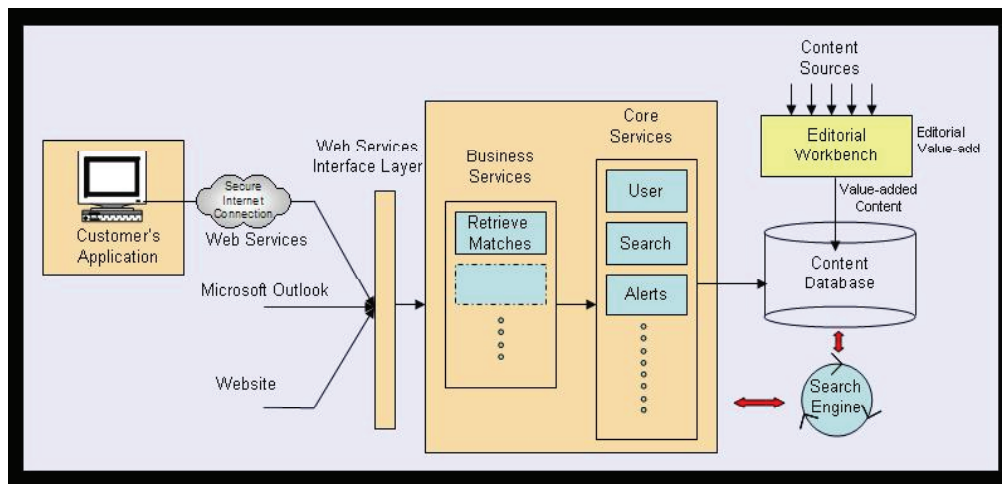 Customer's
Application
Secure
Internet
Connection
Web Services
Microsoft Outlook
Website
Web Services
Interface Layer
Business
Services
Retrieve
Matches
Core
Services
User
Search
Alerts
Content
Sources
Editorial
Workbench
Editorial
Value-add
Value-added
Content
Content
Database
Search
Engine